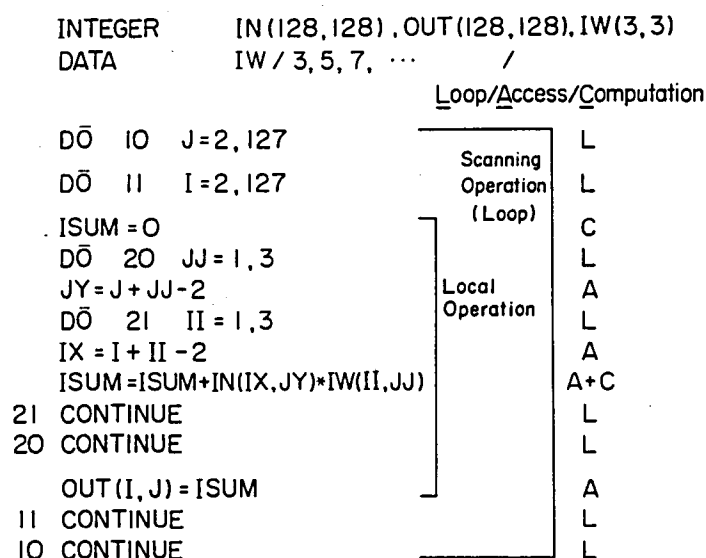 INTEGER IN(128,128),OUT(128,128),IW(3,3)
DATA IW / 3, 5, 7, ··· /
Loop/Access/Computation
DŌ 10 J=2,127 L
Scanning
DŌ 11 I=2,127 Operation L
(Loop)
ISUM=0 C
DŌ 20 JJ=1,3 L
JY=J+JJ-2 Local A
DŌ 21 II=1,3 Operation L
IX=I+II-2 A
ISUM=ISUM+IN(IX,JY)*IW(II,JJ) A+C
21 CONTINUE L
20 CONTINUE L
OUT(I,J)=ISUM A
11 CONTINUE L
10 CONTINUE L